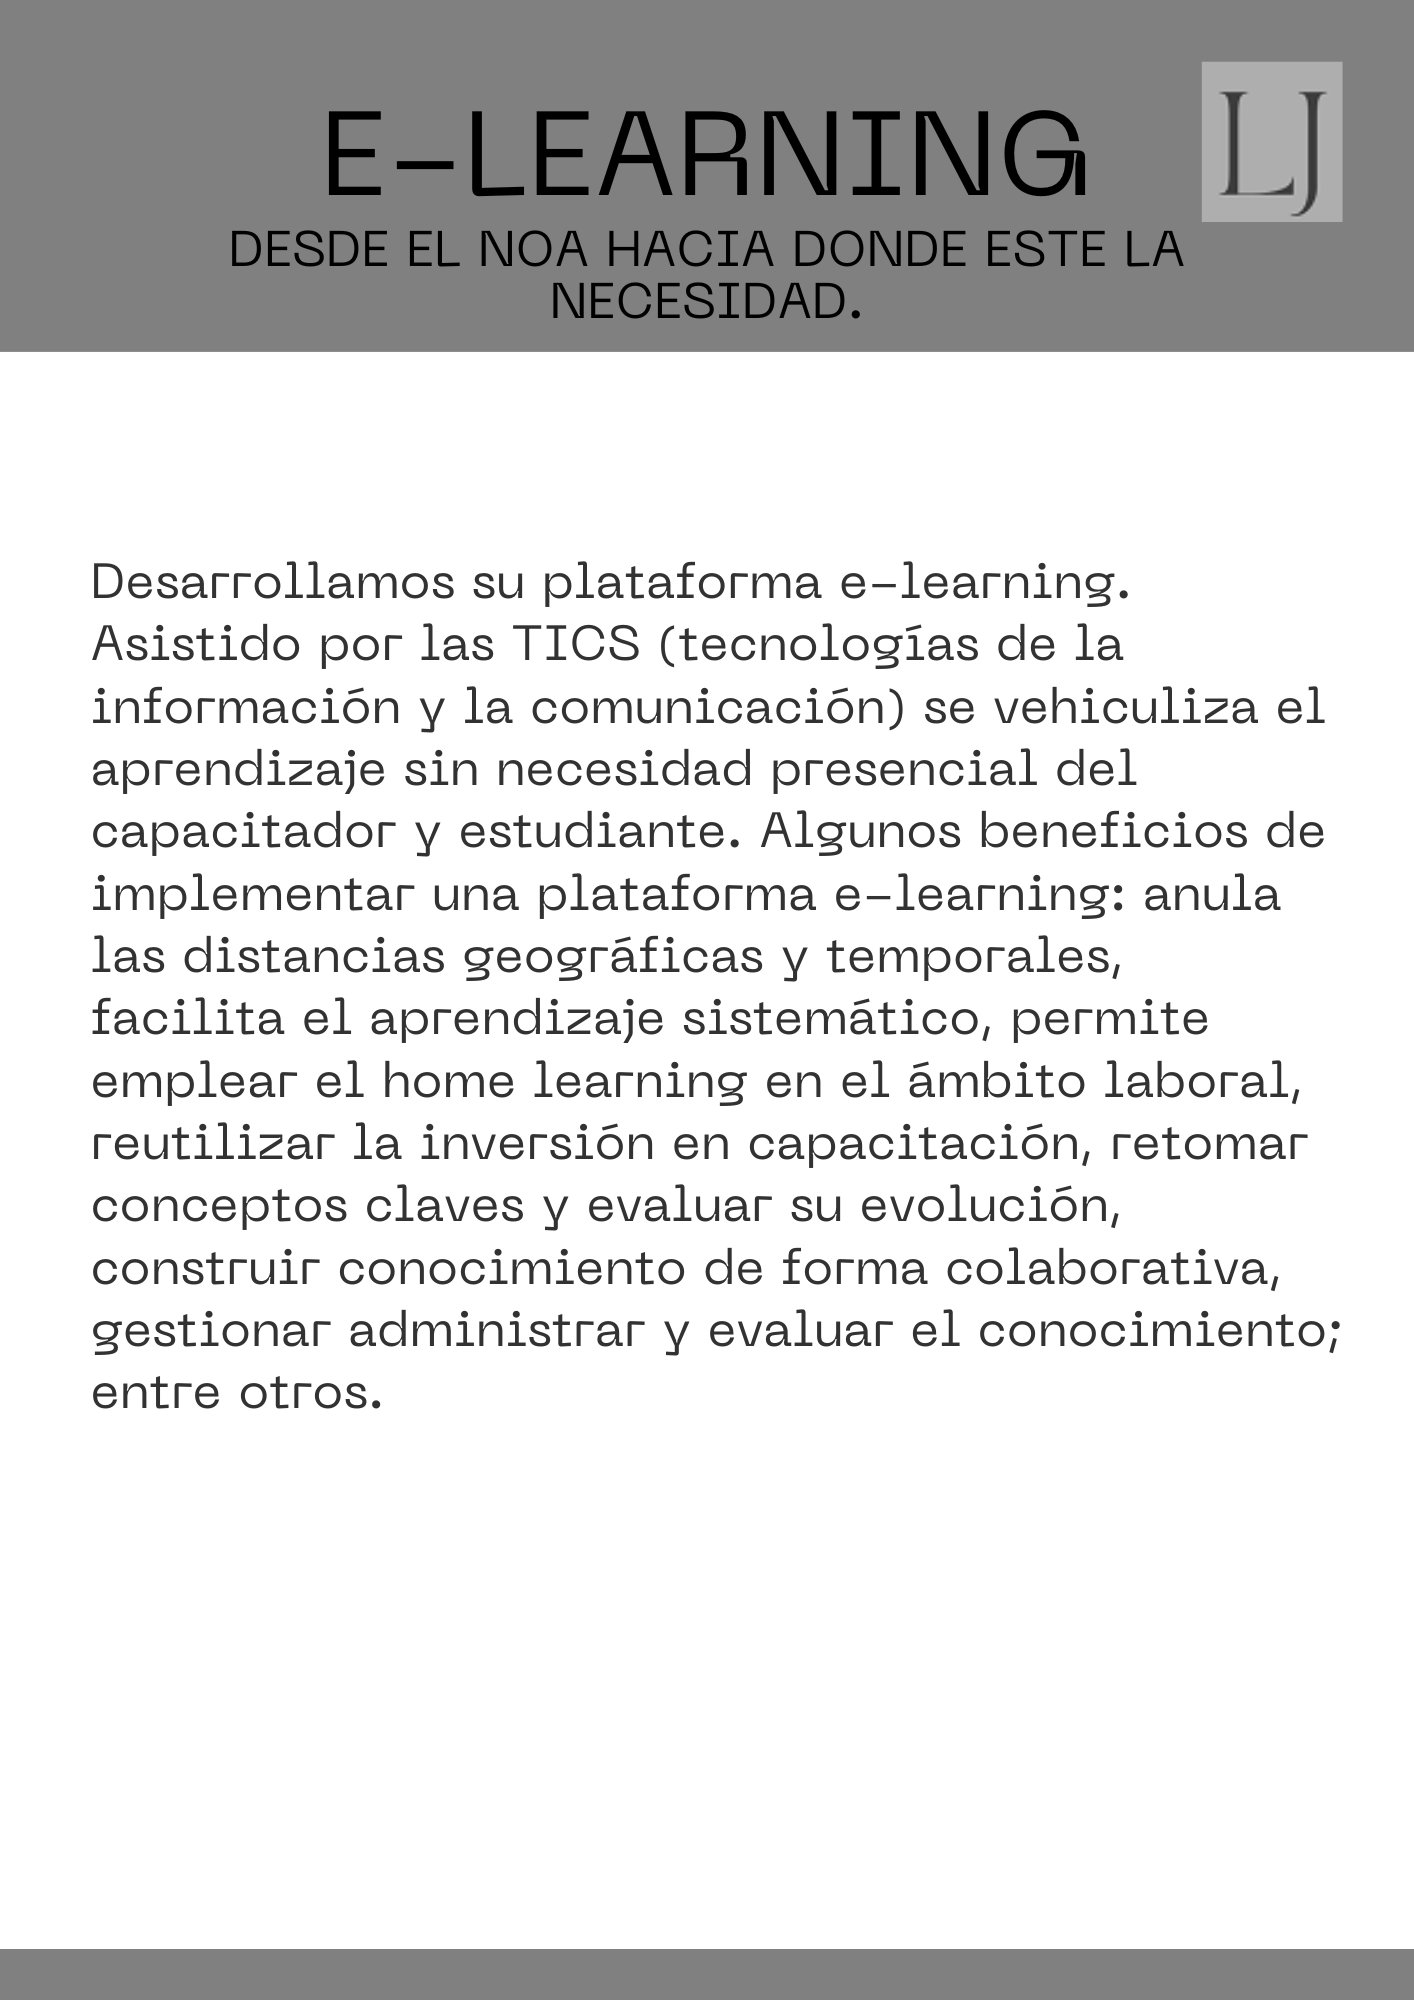 E-LEARNING
LJ
DESDE EL NOA HACIA DONDE ESTE LA
NECESIDAD.
Desarrollamos su plataforma e-learning.
Asistido por las TICS (tecnologías de la
información y la comunicación) se vehiculiza el
aprendizaje sin necesidad presencial del
capacitador y estudiante. Algunos beneficios de
implementar una plataforma e-learning: anula
las distancias geográficas y temporales,
facilita el aprendizaje sistemático, permite
emplear el home learning en el ámbito laboral,
reutilizar la inversión en capacitación, retomar
conceptos claves y evaluar su evolución,
construir conocimiento de forma colaborativa,
gestionar administrar y evaluar el conocimiento;
entre otros.